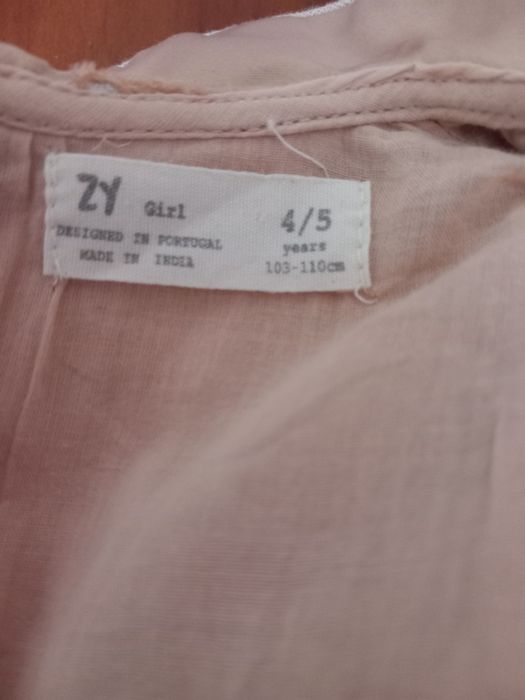 ZY Girl
DESIGNED IN PORTUGAL
MADE IN INDIA
4/5
years
103-110cm